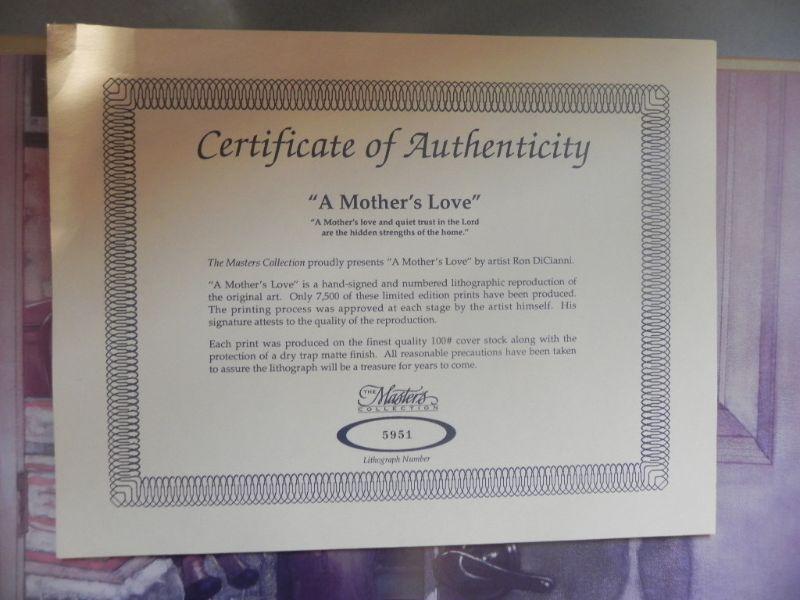 Certificate of Authenticity
“A Mother’s Love”
“A Mother’s love and quiet trust in the Lord
are the hidden strengths of the home.”
The Masters Collection proudly presents “A Mother’s Love” by artist Ron DiCianni.
“A Mother’s Love” is a hand-signed and numbered lithographic reproduction of
the original art. Only 7,500 of these limited edition prints have been produced.
The printing process was approved at each stage by the artist himself. His
signature attests to the quality of the reproduction.
Each print was produced on the finest quality 100# cover stock along with the
protection of a dry trap matte finish. All reasonable precautions have been taken
to assure the lithograph will be a treasure for years to come.
THE Masters
COLLECTION
5951
Lithograph Number